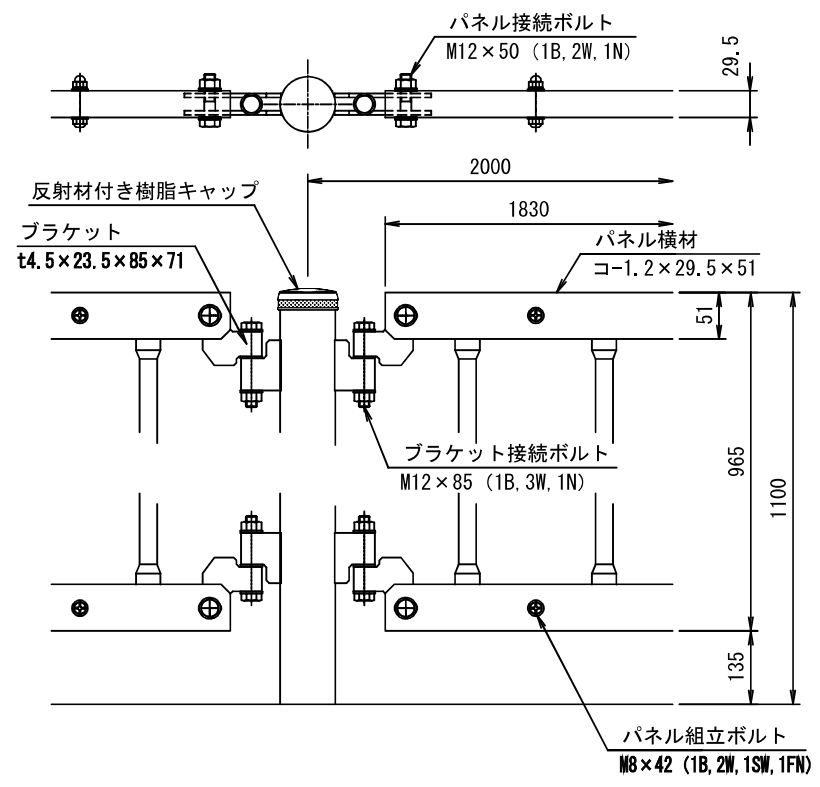 パネル接続ボルト
M12×50 (1B, 2W, 1N)
29.5
2000
反射材付き樹脂キャップ
1830
ブラケット
t4.5×23.5×85×71
パネル横材
コ-1.2×29.5×51
51
ブラケット接続ボルト
M12×85 (1B, 3W, 1N)
965
1100
135
パネル組立ボルト
M8×42 (1B, 2W, 1SW, 1FN)